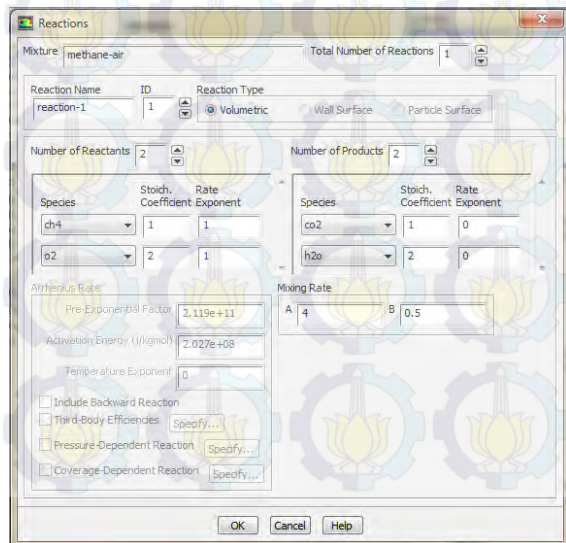 Reactions
Mixture methane-air Total Number of Reactions 1
Reaction Name ID Reaction Type
reaction-1 1 Volumetric Wall Surface Particle Surface
Number of Reactants 2 Number of Products 2
Species Stoich. Coefficient Rate Exponent Species Stoich. Coefficient Rate Exponent
ch4 1 1 co2 1 0
o2 2 1 h2o 2 0
Arrhenius Rate Mixing Rate
Pre-Exponential Factor 2.119e+11 A 4 B 0.5
Activation Energy (j/kgmol) 2.027e+08
Temperature Exponent 0
Include Backward Reaction
Third-Body Efficiencies Specify...
Pressure-Dependent Reaction Specify...
Coverage-Dependent Reaction Specify...
OK Cancel Help